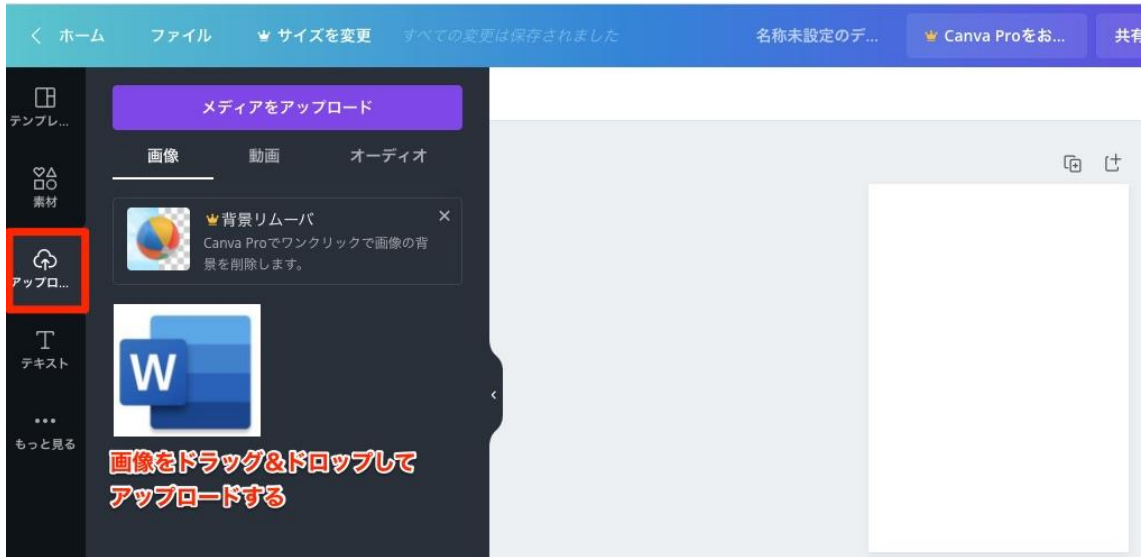 ホーム ファイル サイズを変更 すべての変更は保存されました 名称未設定のデ... Canva Proをお... 共有
テンプレ...
素材
アップロ...
テキスト
もっと見る
メディアをアップロード
画像 動画 オーディオ
背景リムーバ
Canva Proでワンクリックで画像の背
景を削除します。
W
画像をドラッグ&ドロップして
アップロードする